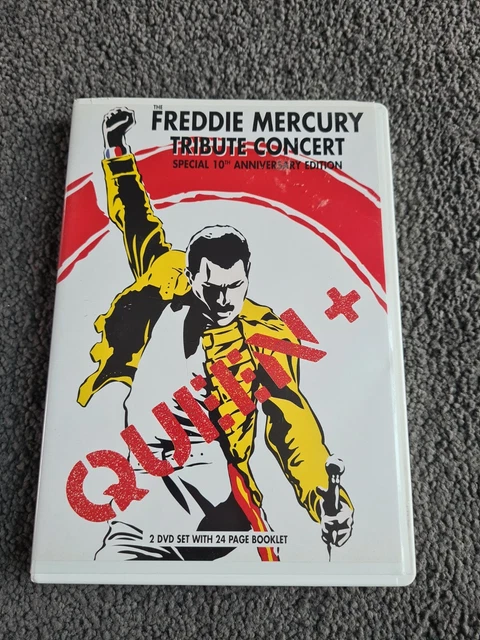 THE
FREDDIE MERCURY
TRIBUTE CONCERT
SPECIAL 10TH ANNIVERSARY EDITION
QUEEN +
2 DVD SET WITH 24 PAGE BOOKLET